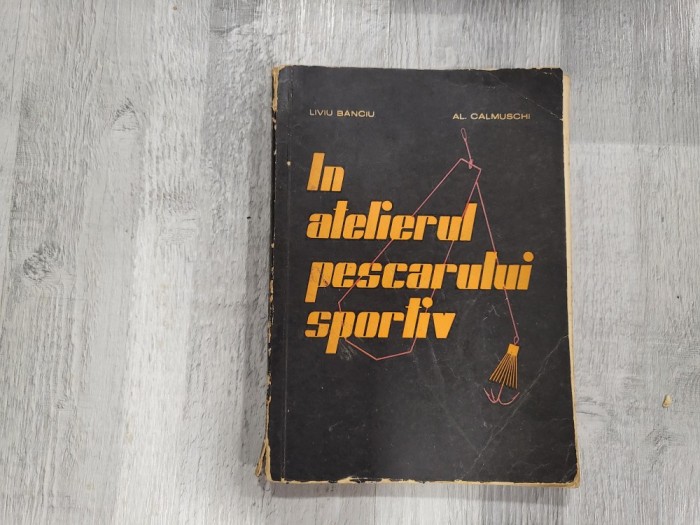 LIVIU BANCIU
AL. CALMUSCHI
In
atelierul
pescarului
sportiv